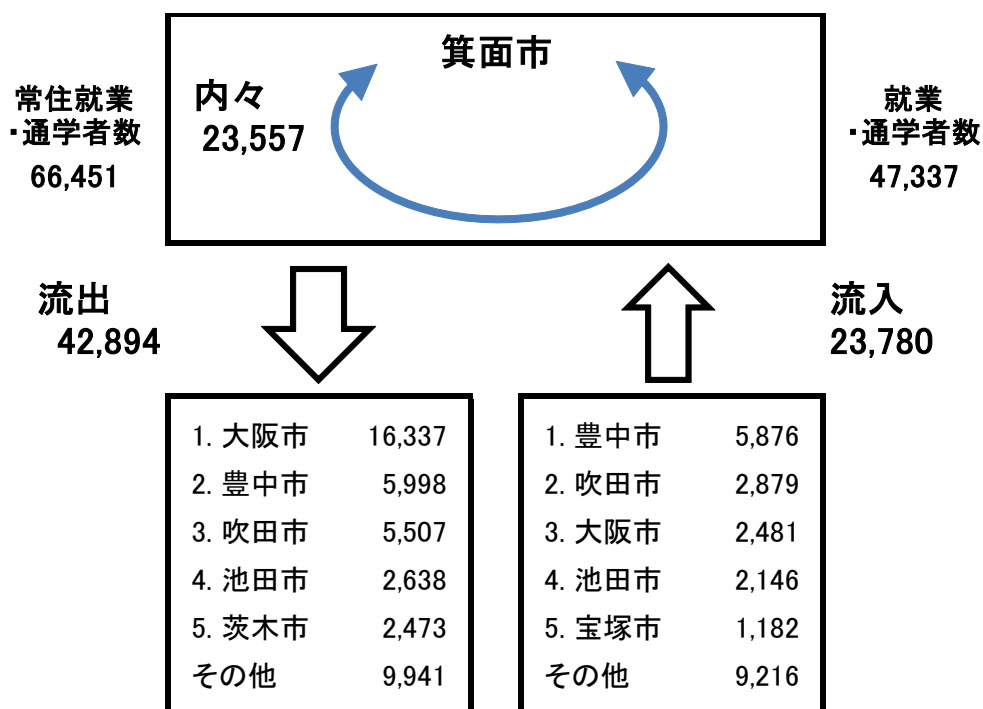 箕面市
内々
23,557
常住就業
・通学者数
66,451
就業
・通学者数
47,337
流出
42,894
流入
23,780
1. 大阪市 16,337
2. 豊中市 5,998
3. 吹田市 5,507
4. 池田市 2,638
5. 茨木市 2,473
その他 9,941
1. 豊中市 5,876
2. 吹田市 2,879
3. 大阪市 2,481
4. 池田市 2,146
5. 宝塚市 1,182
その他 9,216